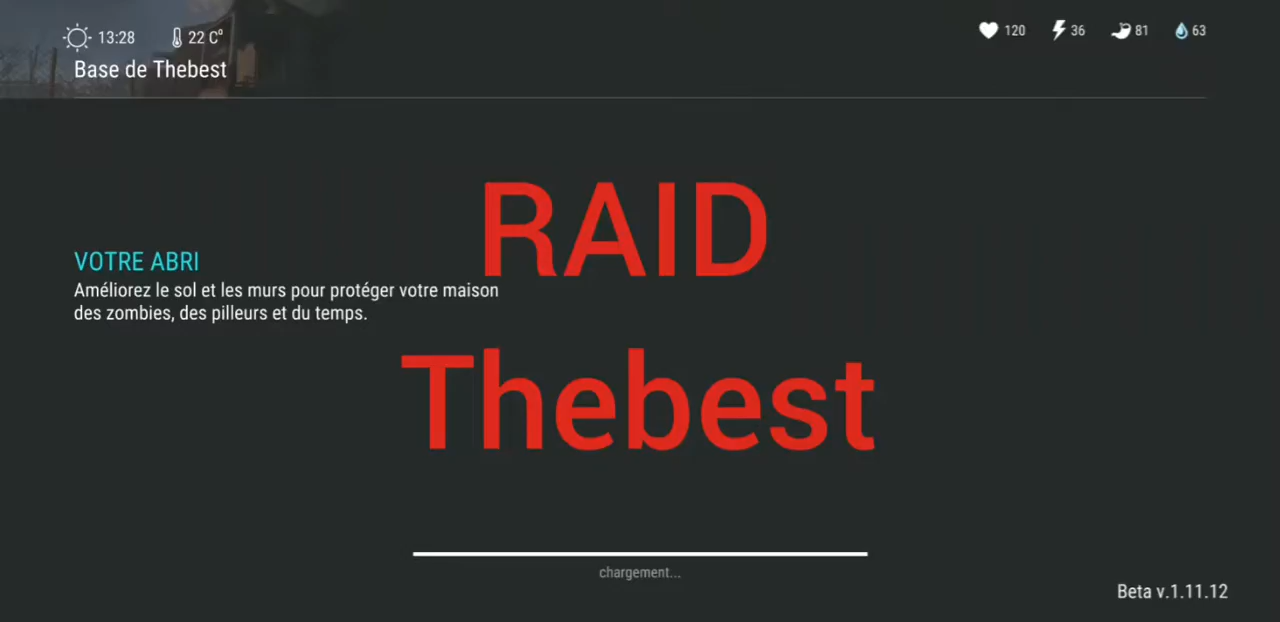 13:28 22 C° 120 36 81 63
Base de Thebest
RAID
VOTRE ABRI
Améliorez le sol et les murs pour protéger votre maison
des zombies, des pilleurs et du temps.
Thebest
chargement...
Beta v.1.11.12